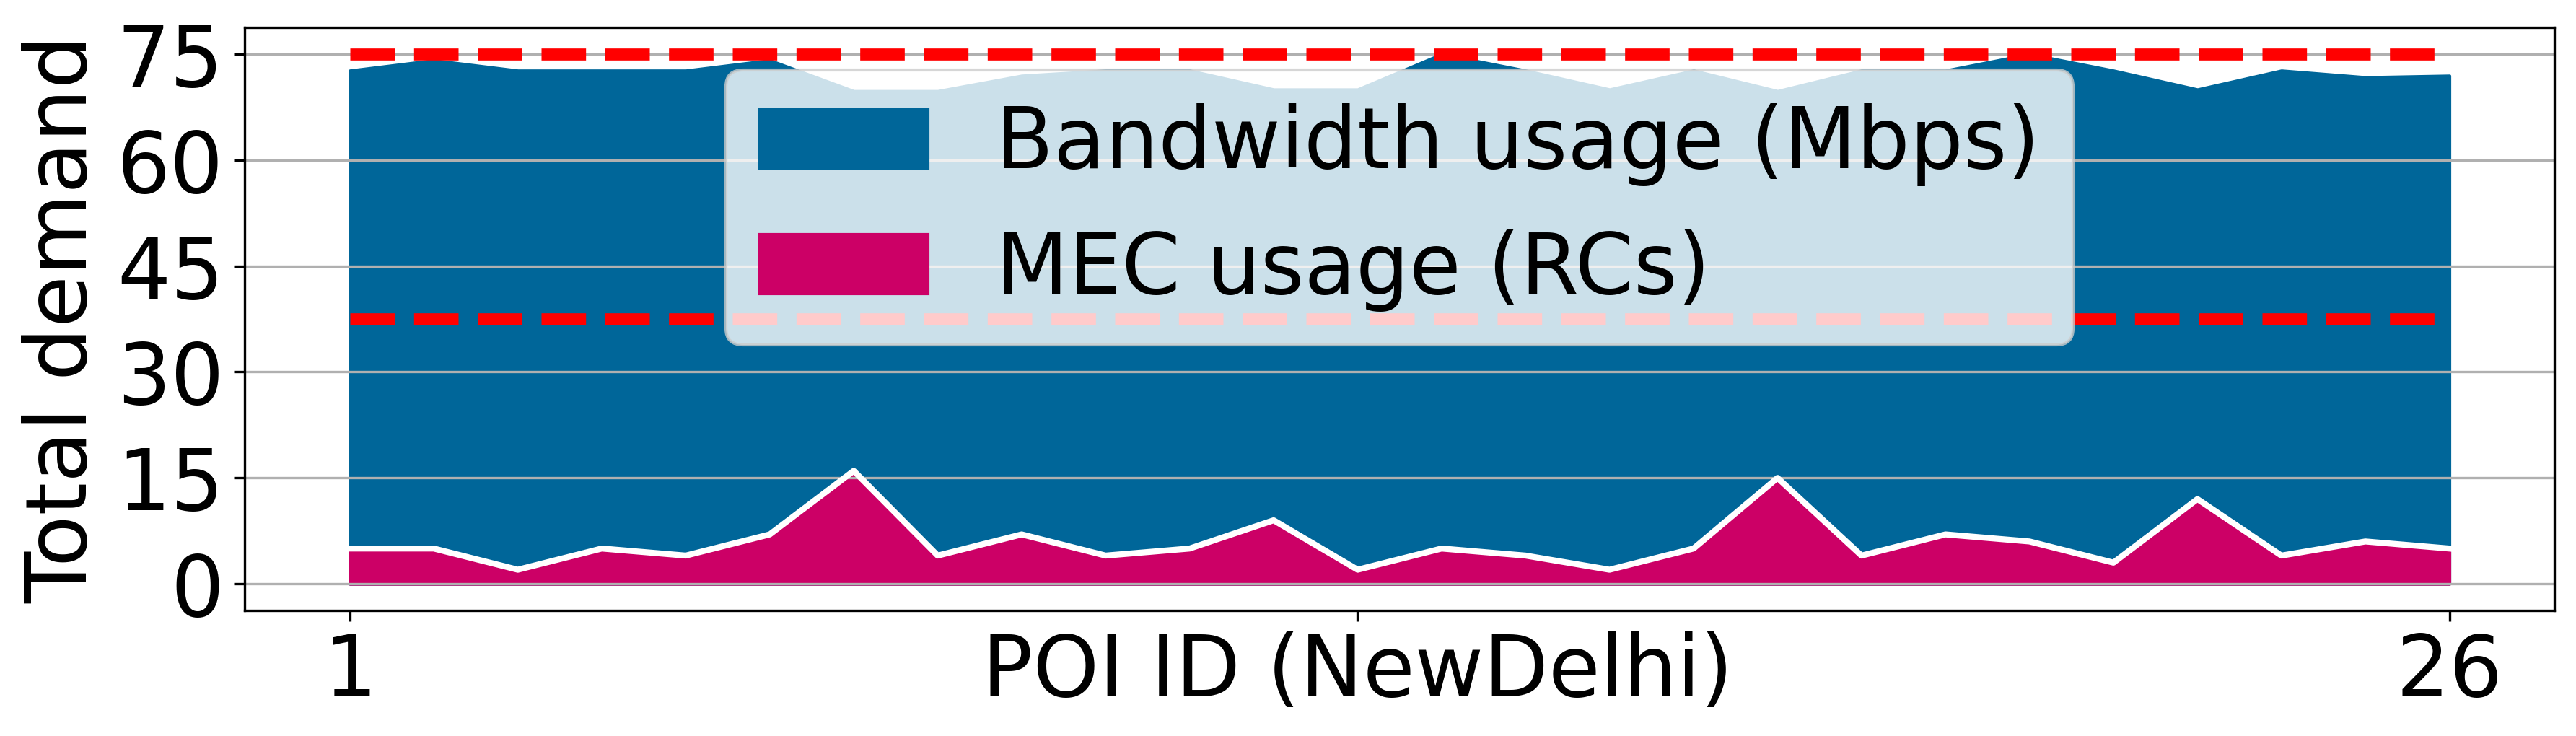 Total demand
75
60
45
30
15
0
Bandwidth usage (Mbps)
MEC usage (RCs)
1
POI ID (NewDelhi)
26